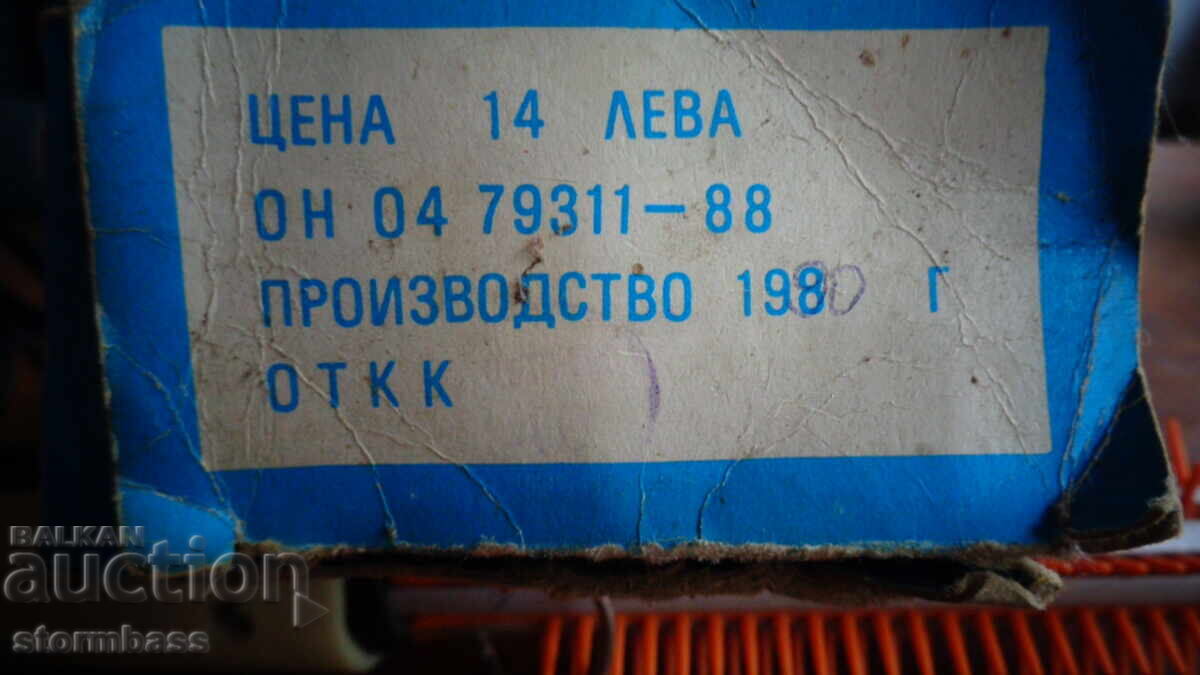 ЦЕНА 14 ЛЕВА
ОН 04 79311-88
ПРОИЗВОДСТВО 198 Г
ОТКК
BALKAN
auction
stormbass